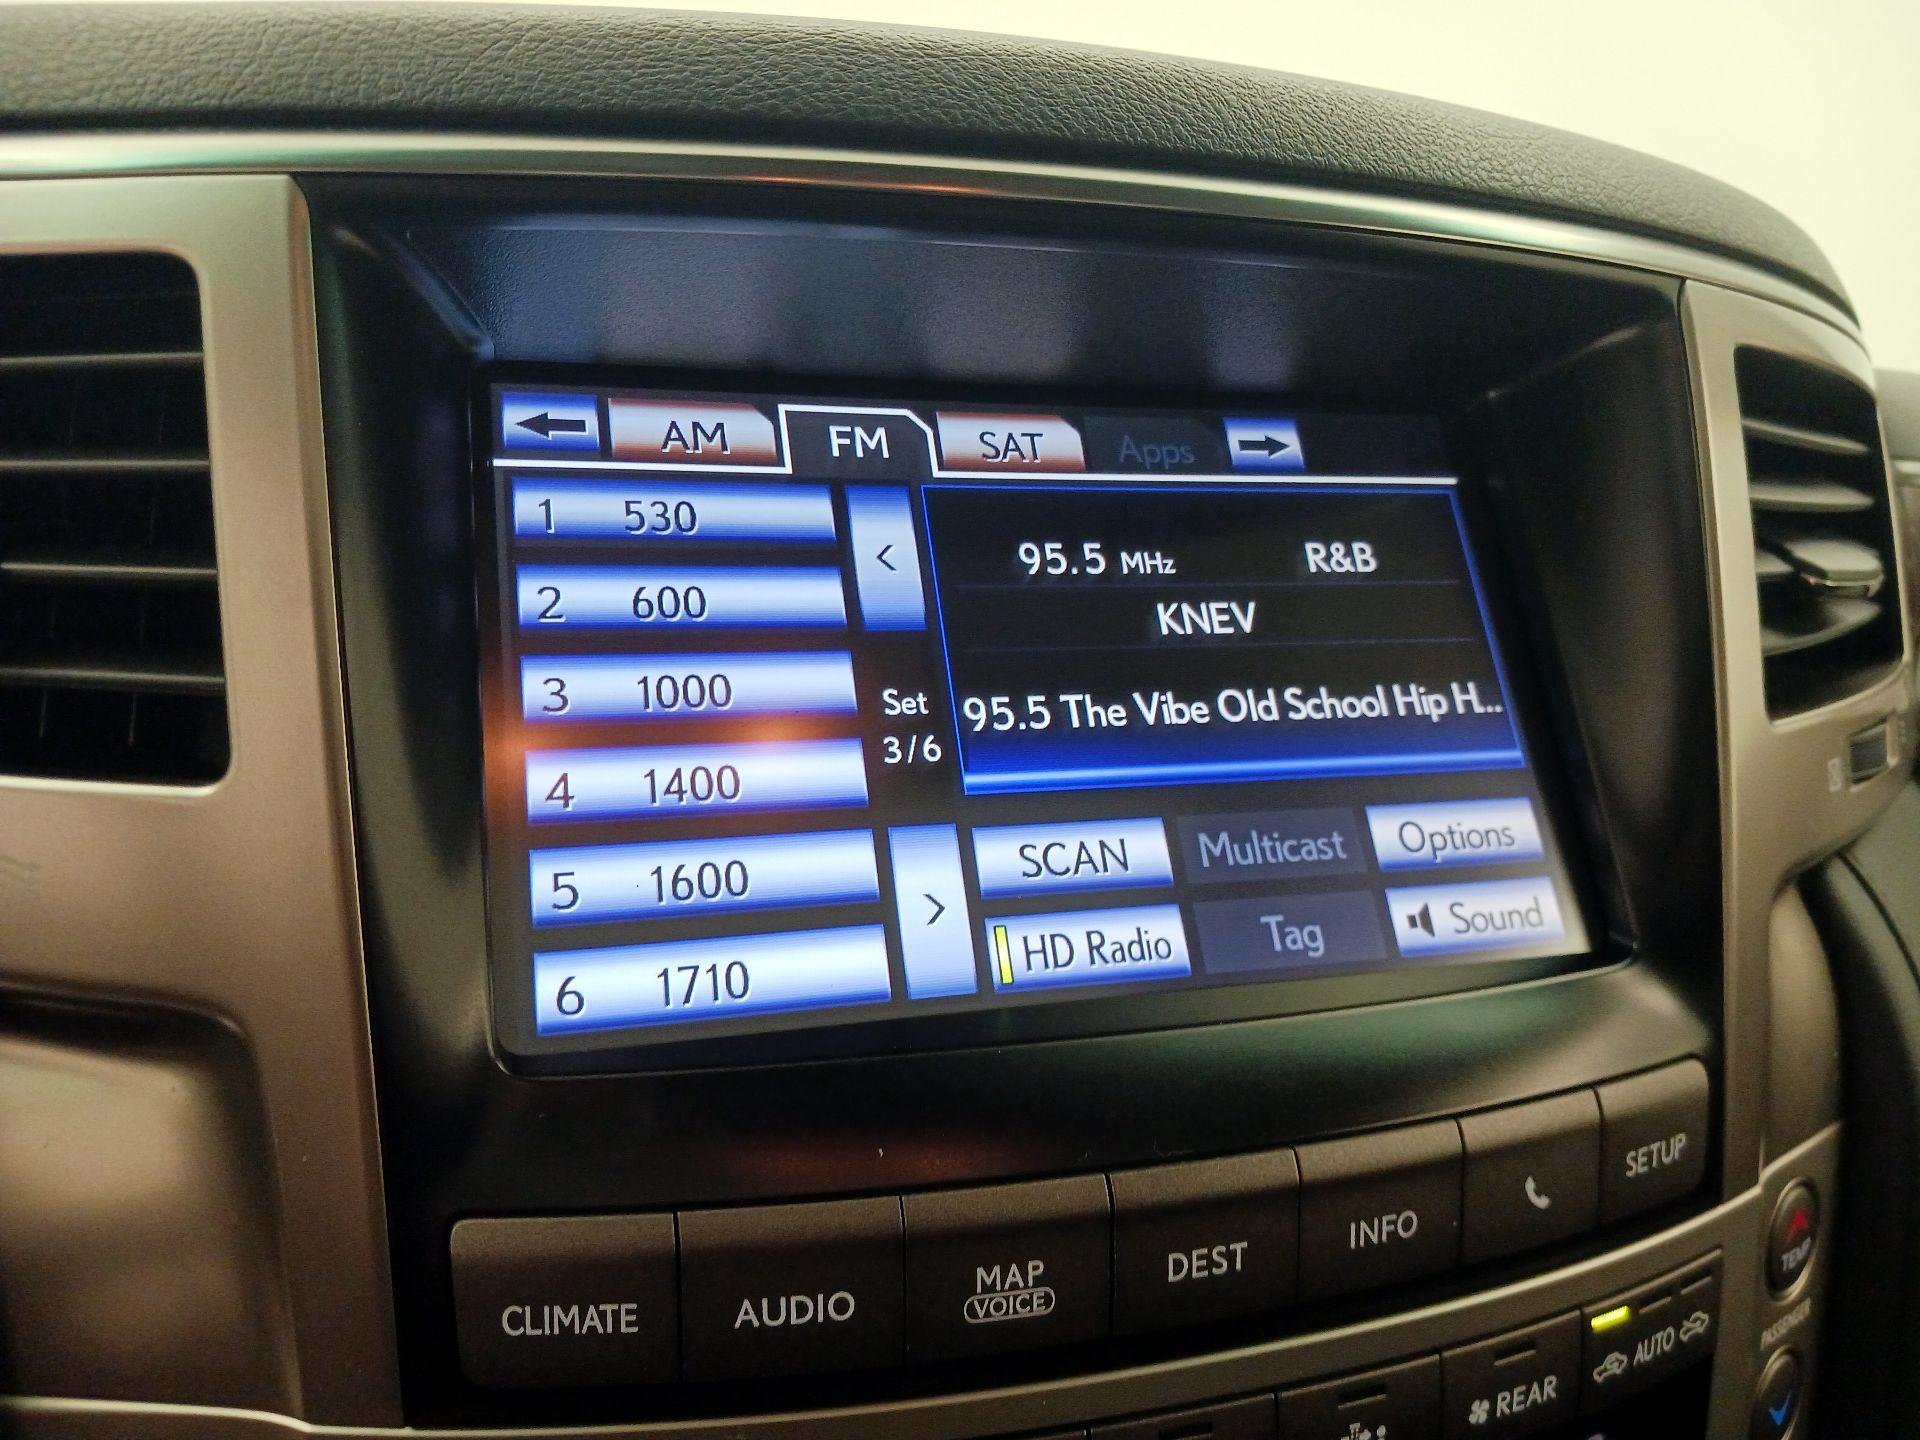 AM FM SAT Apps
1 530
2 600
3 1000
4 1400
5 1600
6 1710
<
Set
3/6
>
95.5 MHz R&B
KNEV
95.5 The Vibe Old School Hip H..
SCAN Multicast Options
HD Radio Tag Sound
CLIMATE AUDIO MAP VOICE DEST INFO SETUP
TEMP
PASSENGER
REAR AUTO